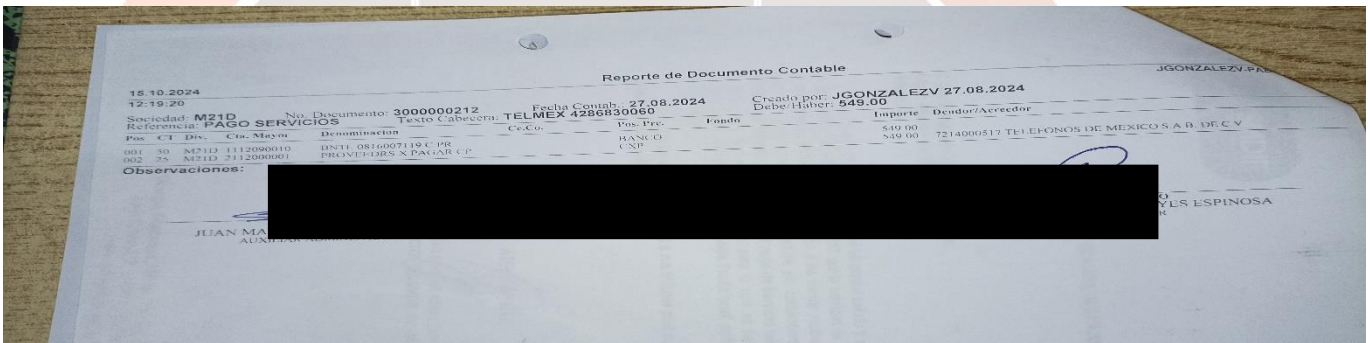 Reporte de Documento Contable
JGONZALEZV-PA
15.10.2024
12:19:20
Sociedad: M21D No. Documento: 3000000212 Fecha Contab.: 27.08.2024 Creado por: JGONZALEZV 27.08.2024
Referencia: PAGO SERVICIOS Texto Cabecera: TELMEX 4286830060 Debe/Haber: 549.00
Pos CT Div. Cta. Mayor Denominacion Ce.Co. Pos. Pre. Fondo Importe Deudor/Acreedor
001 50 M21D 1112090010 BNTE 0816007119 C PR BANCO 549.00
002 25 M21D 2112000001 PROVEEDRS X PAGAR CP CXP 549.00 7214000517 TELEFONOS DE MEXICO S.A.B. DE C.V
Observaciones:
JUAN MA
AUXILIAR
YES ESPINOSA